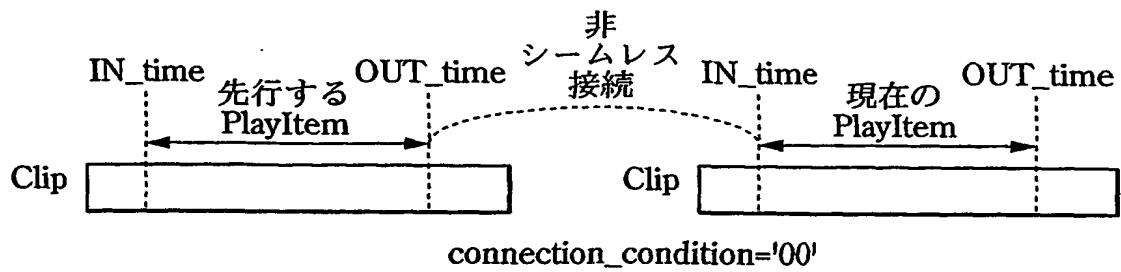 非
シームレス
接続
IN_time
OUT_time
IN_time
OUT_time
先行する
PlayItem
現在の
PlayItem
Clip
Clip
connection_condition='00'